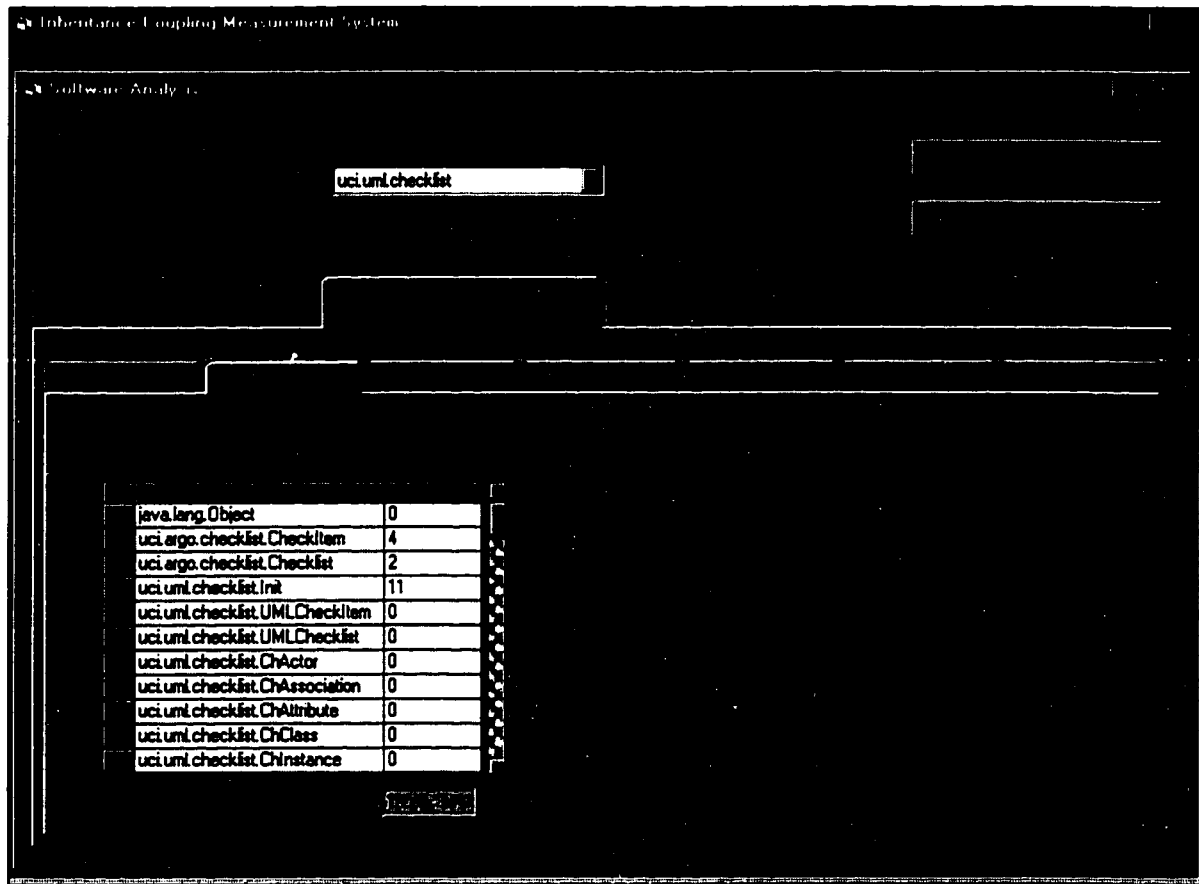 Inheritance Coupling Measurement System
Software Analysis
uci.uml.checklist
java.lang.Object 0
uci.argo.checklist.CheckItem 4
uci.argo.checklist.Checklist 2
uci.uml.checklist.Init 11
uci.uml.checklist.UMLCheckItem 0
uci.uml.checklist.UMLChecklist 0
uci.uml.checklist.ChActor 0
uci.uml.checklist.ChAssociation 0
uci.uml.checklist.ChAttribute 0
uci.uml.checklist.ChClass 0
uci.uml.checklist.ChInstance 0